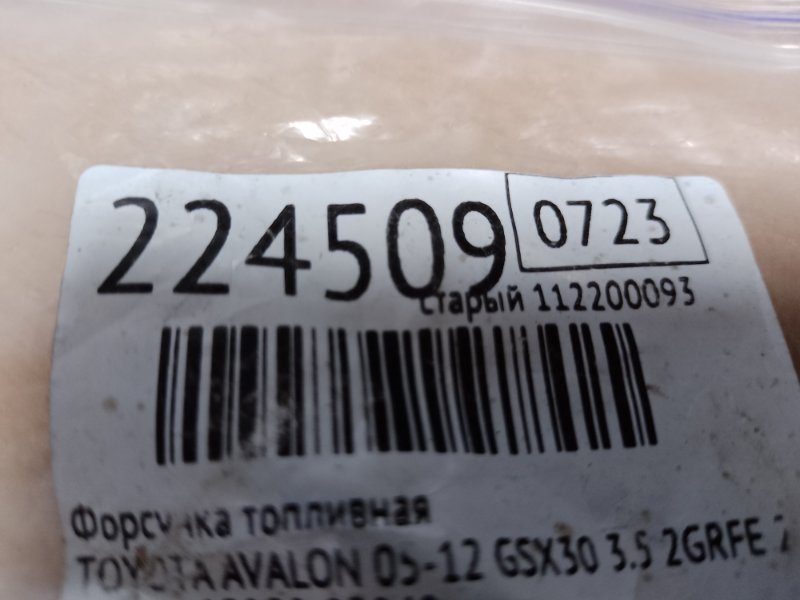 224509 0723
старый 112200093
Форсунка топливная
TOYOTA AVALON 05-12 GSX30 3.5 2GRFE